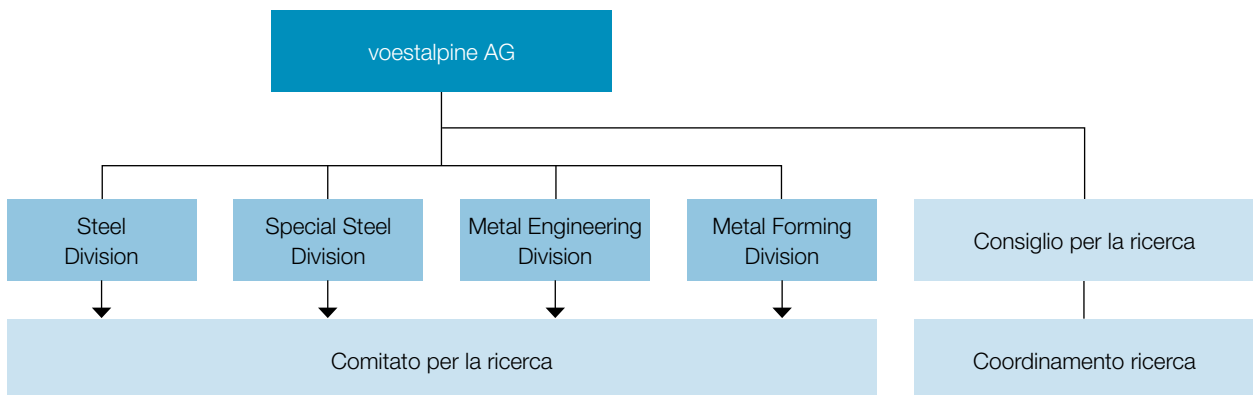 voestalpine AG
Steel
Division
Special Steel
Division
Metal Engineering
Division
Metal Forming
Division
Consiglio per la ricerca
Comitato per la ricerca
Coordinamento ricerca